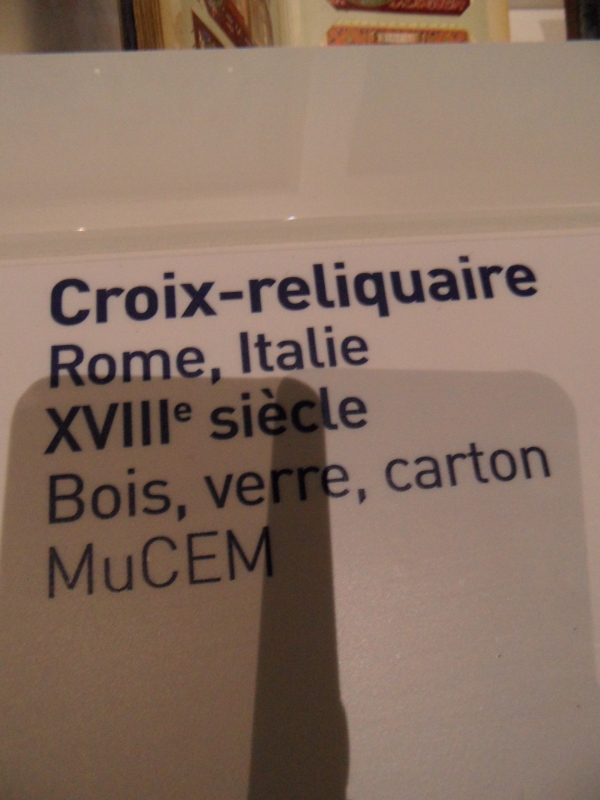 Croix-reliquaire
Rome, Italie
XVIIIe siècle
Bois, verre, carton
MuCEM